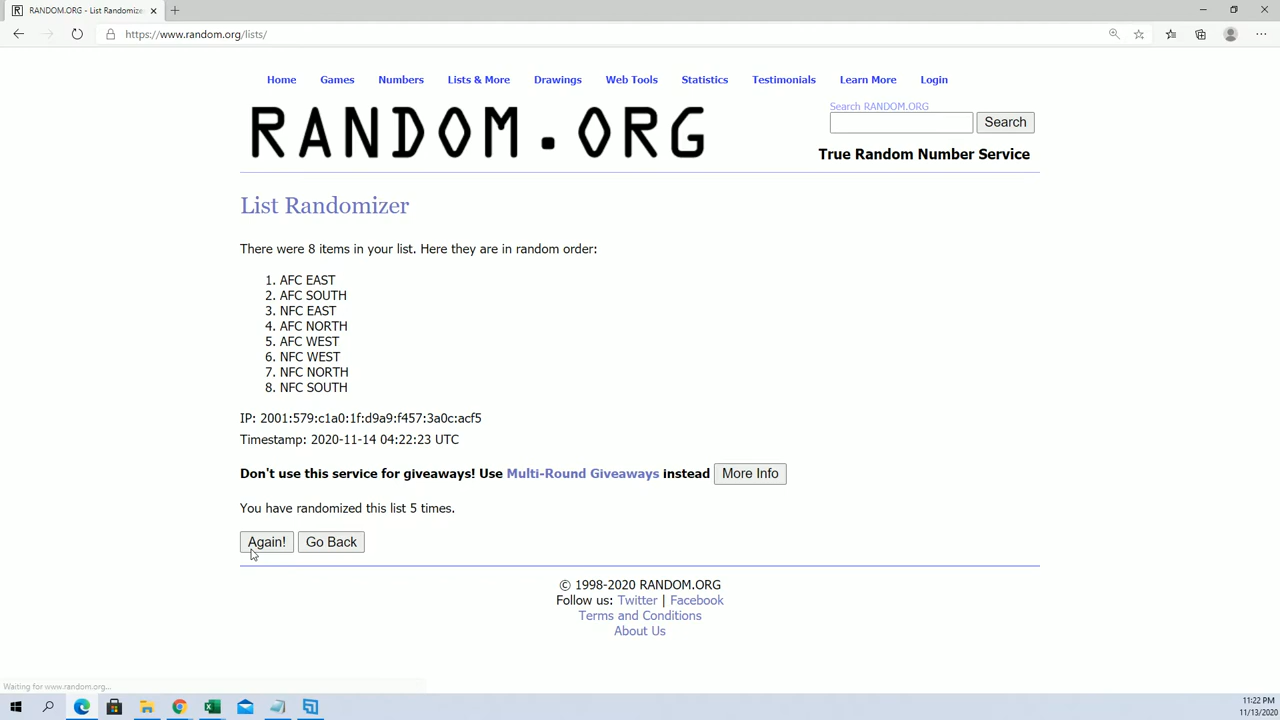 RANDOM.ORG - List Randomizer
https://www.random.org/lists/
Home Games Numbers Lists & More Drawings Web Tools Statistics Testimonials Learn More Login
RANDOM.ORG
Search RANDOM.ORG
Search
True Random Number Service
List Randomizer
There were 8 items in your list. Here they are in random order:
1. AFC EAST
2. AFC SOUTH
3. NFC EAST
4. AFC NORTH
5. AFC WEST
6. NFC WEST
7. NFC NORTH
8. NFC SOUTH
IP: 2001:579:c1a0:1f:d9a9:f457:3a0c:acf5
Timestamp: 2020-11-14 04:22:23 UTC
Don't use this service for giveaways! Use Multi-Round Giveaways instead More Info
You have randomized this list 5 times.
Again! Go Back
© 1998-2020 RANDOM.ORG
Follow us: Twitter | Facebook
Terms and Conditions
About Us
Waiting for www.random.org...
11:22 PM
11/13/2020